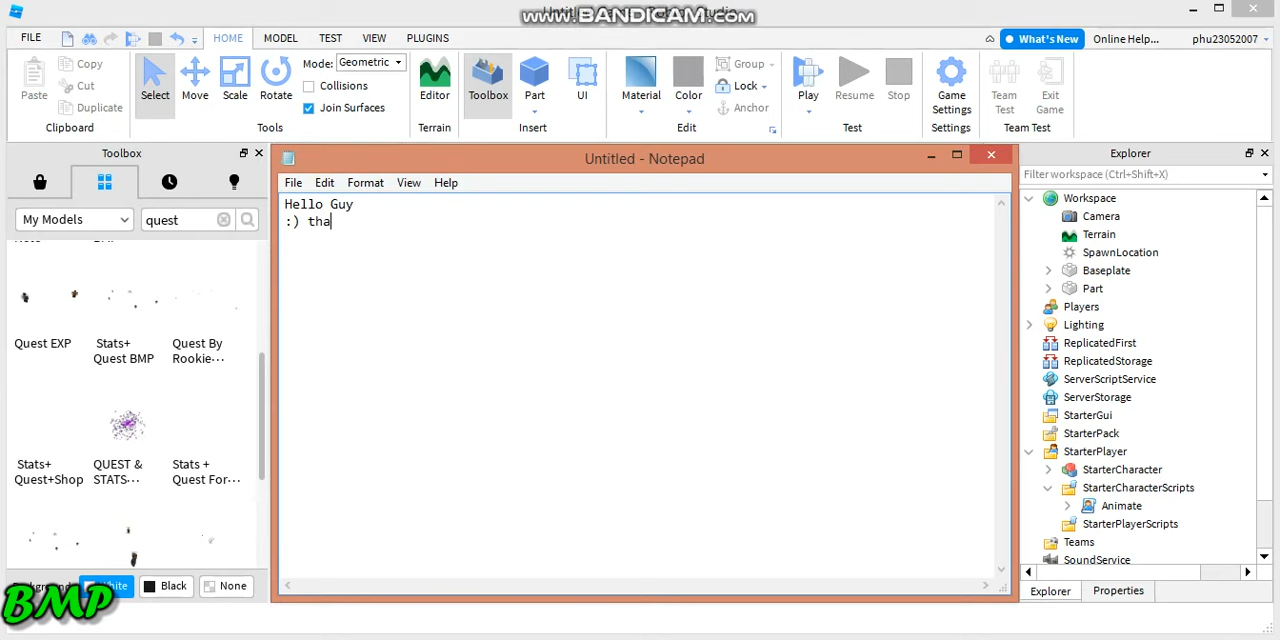 www.BANDICAM.com
FILE
HOME
MODEL
TEST
VIEW
PLUGINS
What's New
Online Help...
phu23052007
Paste
Copy
Cut
Duplicate
Clipboard
Select
Move
Scale
Rotate
Mode: Geometric
Collisions
Join Surfaces
Tools
Editor
Terrain
Toolbox
Part
UI
Insert
Material
Color
Group
Lock
Anchor
Edit
Play
Resume
Stop
Test
Game
Settings
Settings
Team
Test
Exit
Game
Team Test
Toolbox
My Models
quest
Quest EXP
Stats+
Quest BMP
Quest By
Rookie...
Stats+
Quest+Shop
QUEST &
STATS...
Stats +
Quest For...
White
Black
None
BMP
Untitled - Notepad
File Edit Format View Help
Hello Guy
:) tha
Explorer
Filter workspace (Ctrl+Shift+X)
Workspace
Camera
Terrain
SpawnLocation
Baseplate
Part
Players
Lighting
ReplicatedFirst
ReplicatedStorage
ServerScriptService
ServerStorage
StarterGui
StarterPack
StarterPlayer
StarterCharacter
StarterCharacterScripts
Animate
StarterPlayerScripts
Teams
SoundService
Explorer
Properties